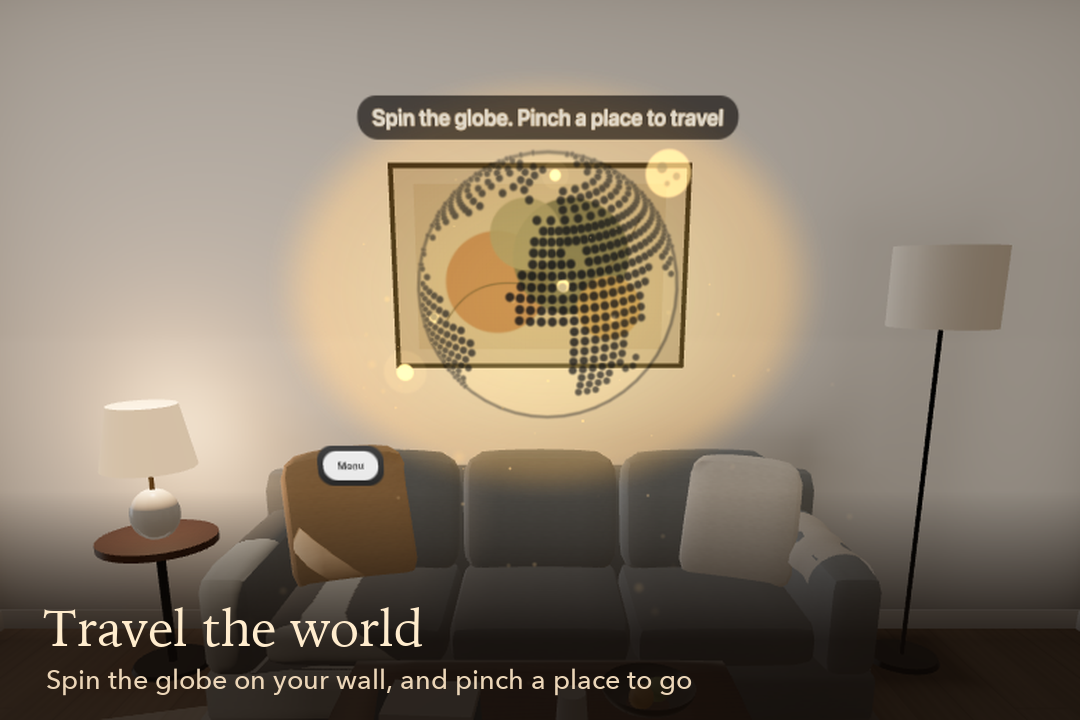 Spin the globe. Pinch a place to travel
Menu
Travel the world
Spin the globe on your wall, and pinch a place to go